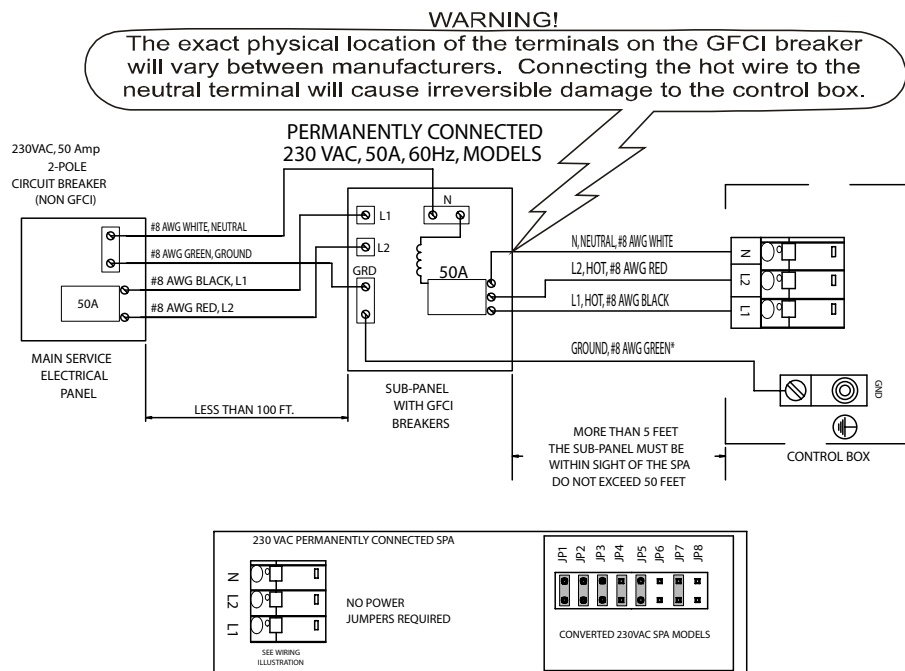 WARNING!
The exact physical location of the terminals on the GFCI breaker
will vary between manufacturers. Connecting the hot wire to the
neutral terminal will cause irreversible damage to the control box.
PERMANENTLY CONNECTED
230 VAC, 50A, 60Hz, MODELS
230VAC, 50 Amp
2-POLE
CIRCUIT BREAKER
(NON GFCI)
#8 AWG WHITE, NEUTRAL
#8 AWG GREEN, GROUND
#8 AWG BLACK, L1
#8 AWG RED, L2
50A
MAIN SERVICE
ELECTRICAL
PANEL
LESS THAN 100 FT.
N
L1
L2
GRD
50A
SUB-PANEL
WITH GFCI
BREAKERS
N, NEUTRAL, #8 AWG WHITE
L2, HOT, #8 AWG RED
L1, HOT, #8 AWG BLACK
GROUND, #8 AWG GREEN*
N
L2
L1
GND
CONTROL BOX
MORE THAN 5 FEET
THE SUB-PANEL MUST BE
WITHIN SIGHT OF THE SPA
DO NOT EXCEED 50 FEET
230 VAC PERMANENTLY CONNECTED SPA
N
L2
L1
NO POWER
JUMPERS REQUIRED
SEE WIRING
ILLUSTRATION
JP1
JP2
JP3
JP4
JP5
JP6
JP7
JP8
CONVERTED 230VAC SPA MODELS